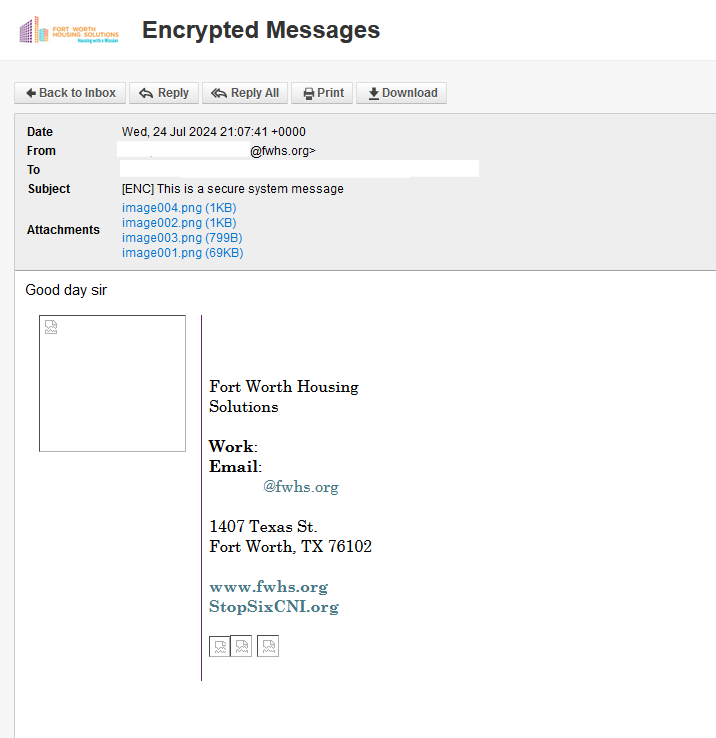 FORT WORTH
HOUSING SOLUTIONS
Housing with a Mission
Encrypted Messages
Back to Inbox Reply Reply All Print Download
Date Wed, 24 Jul 2024 21:07:41 +0000
From @fwhs.org>
To
Subject [ENC] This is a secure system message
Attachments
image004.png (1KB)
image002.png (1KB)
image003.png (799B)
image001.png (69KB)
Good day sir
Fort Worth Housing
Solutions
Work:
Email:
@fwhs.org
1407 Texas St.
Fort Worth, TX 76102
www.fwhs.org
StopSixCNI.org